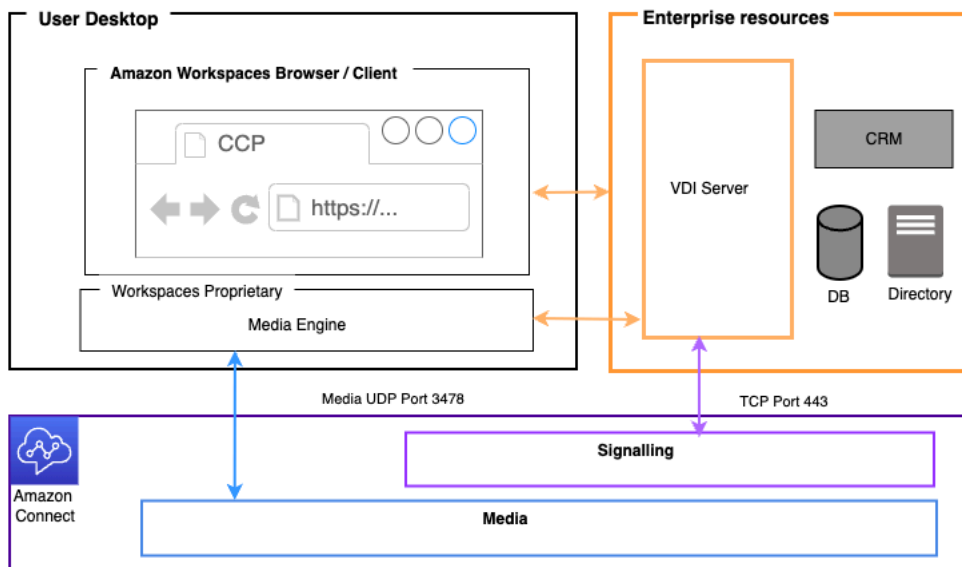 User Desktop
Enterprise resources
Amazon Workspaces Browser / Client
CCP
https://...
VDI Server
CRM
DB
Directory
Workspaces Proprietary
Media Engine
Media UDP Port 3478
TCP Port 443
Amazon
Connect
Signalling
Media